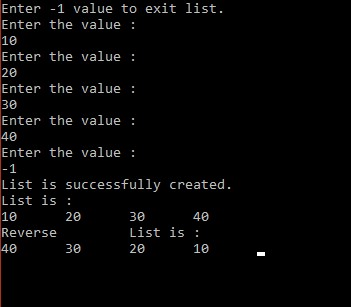 Enter -1 value to exit list.
Enter the value :
10
Enter the value :
20
Enter the value :
30
Enter the value :
40
Enter the value :
-1
List is successfully created.
List is :
10 20 30 40
Reverse List is :
40 30 20 10